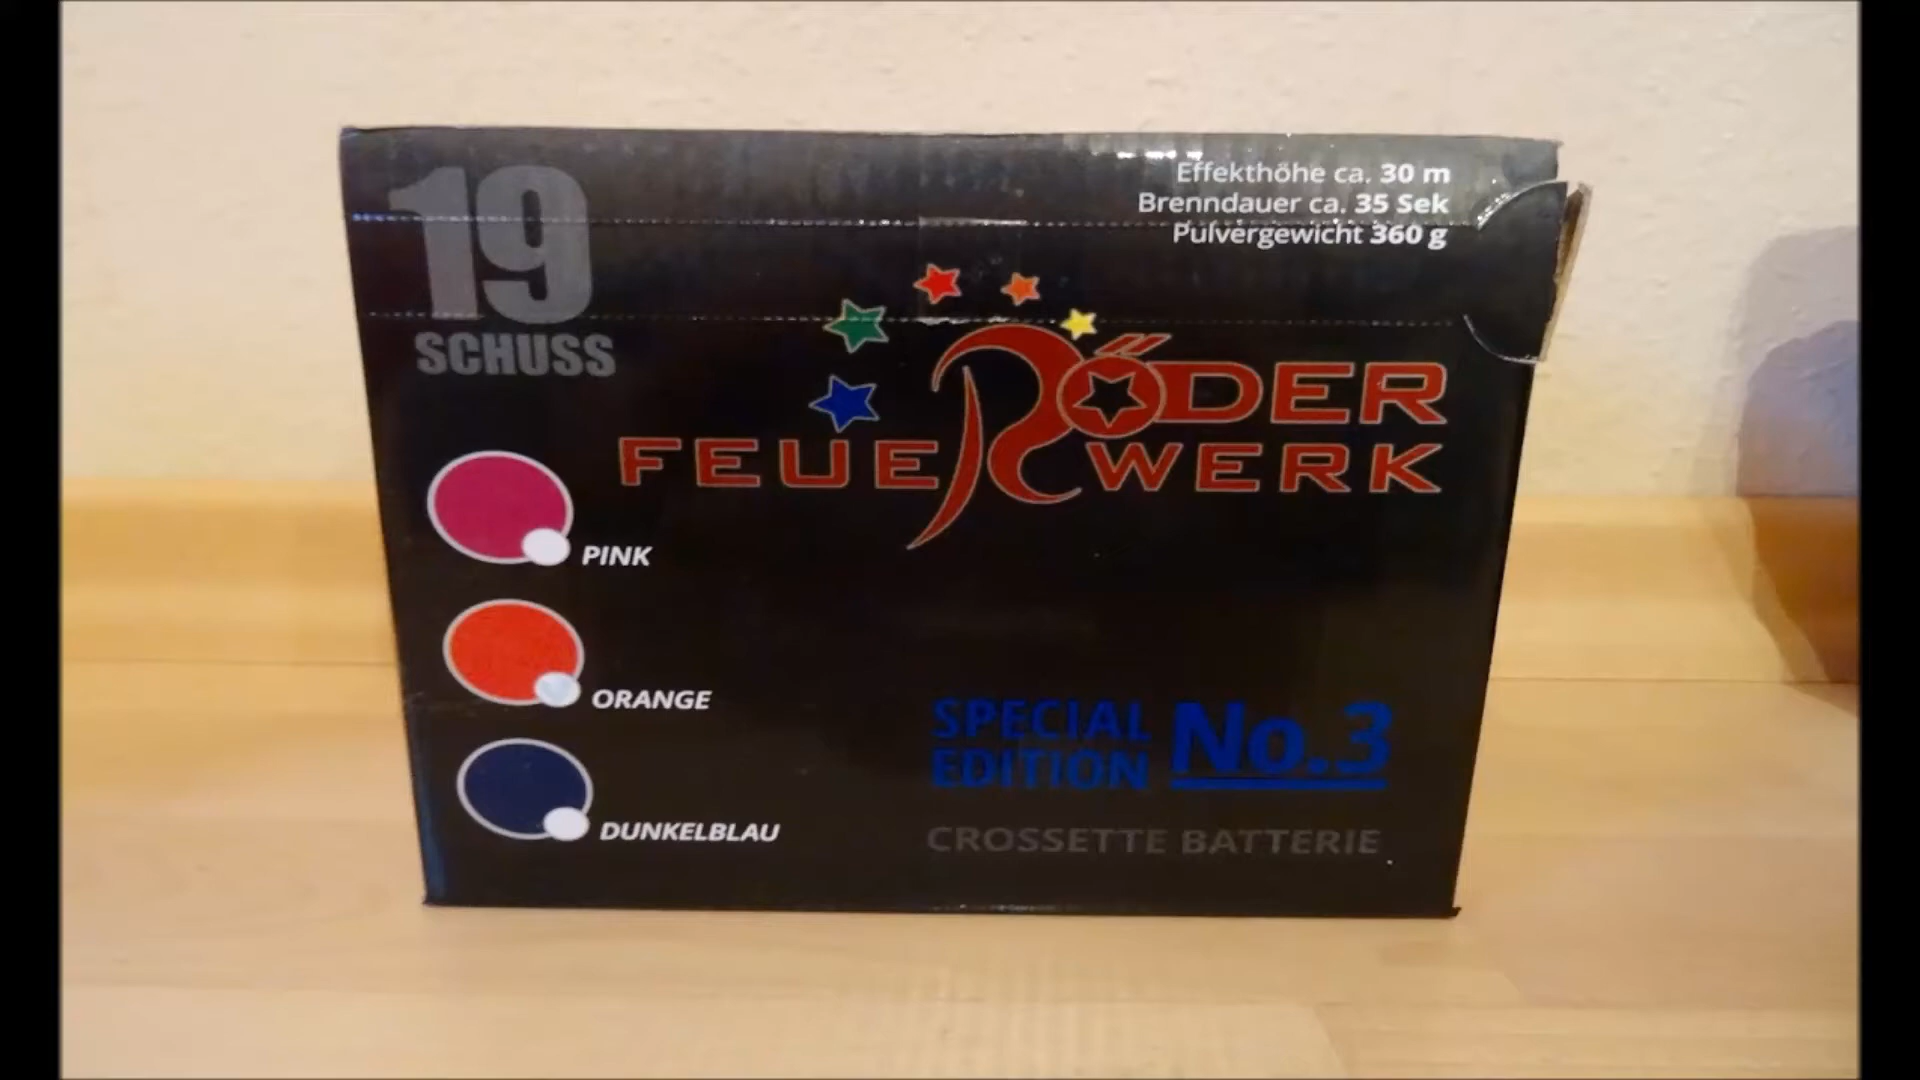 19
SCHUSS
Effekthöhe ca. 30 m
Brenndauer ca. 35 Sek
Pulvergewicht 360 g
RÖDER
FEUERWERK
PINK
ORANGE
DUNKELBLAU
SPECIAL
EDITION No.3
CROSSETTE BATTERIE